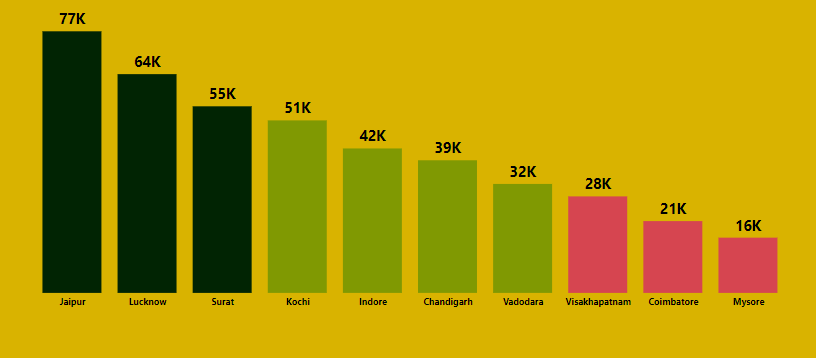 77K
64K
55K
51K
42K
39K
32K
28K
21K
16K
Jaipur Lucknow Surat Kochi Indore Chandigarh Vadodara Visakhapatnam Coimbatore Mysore